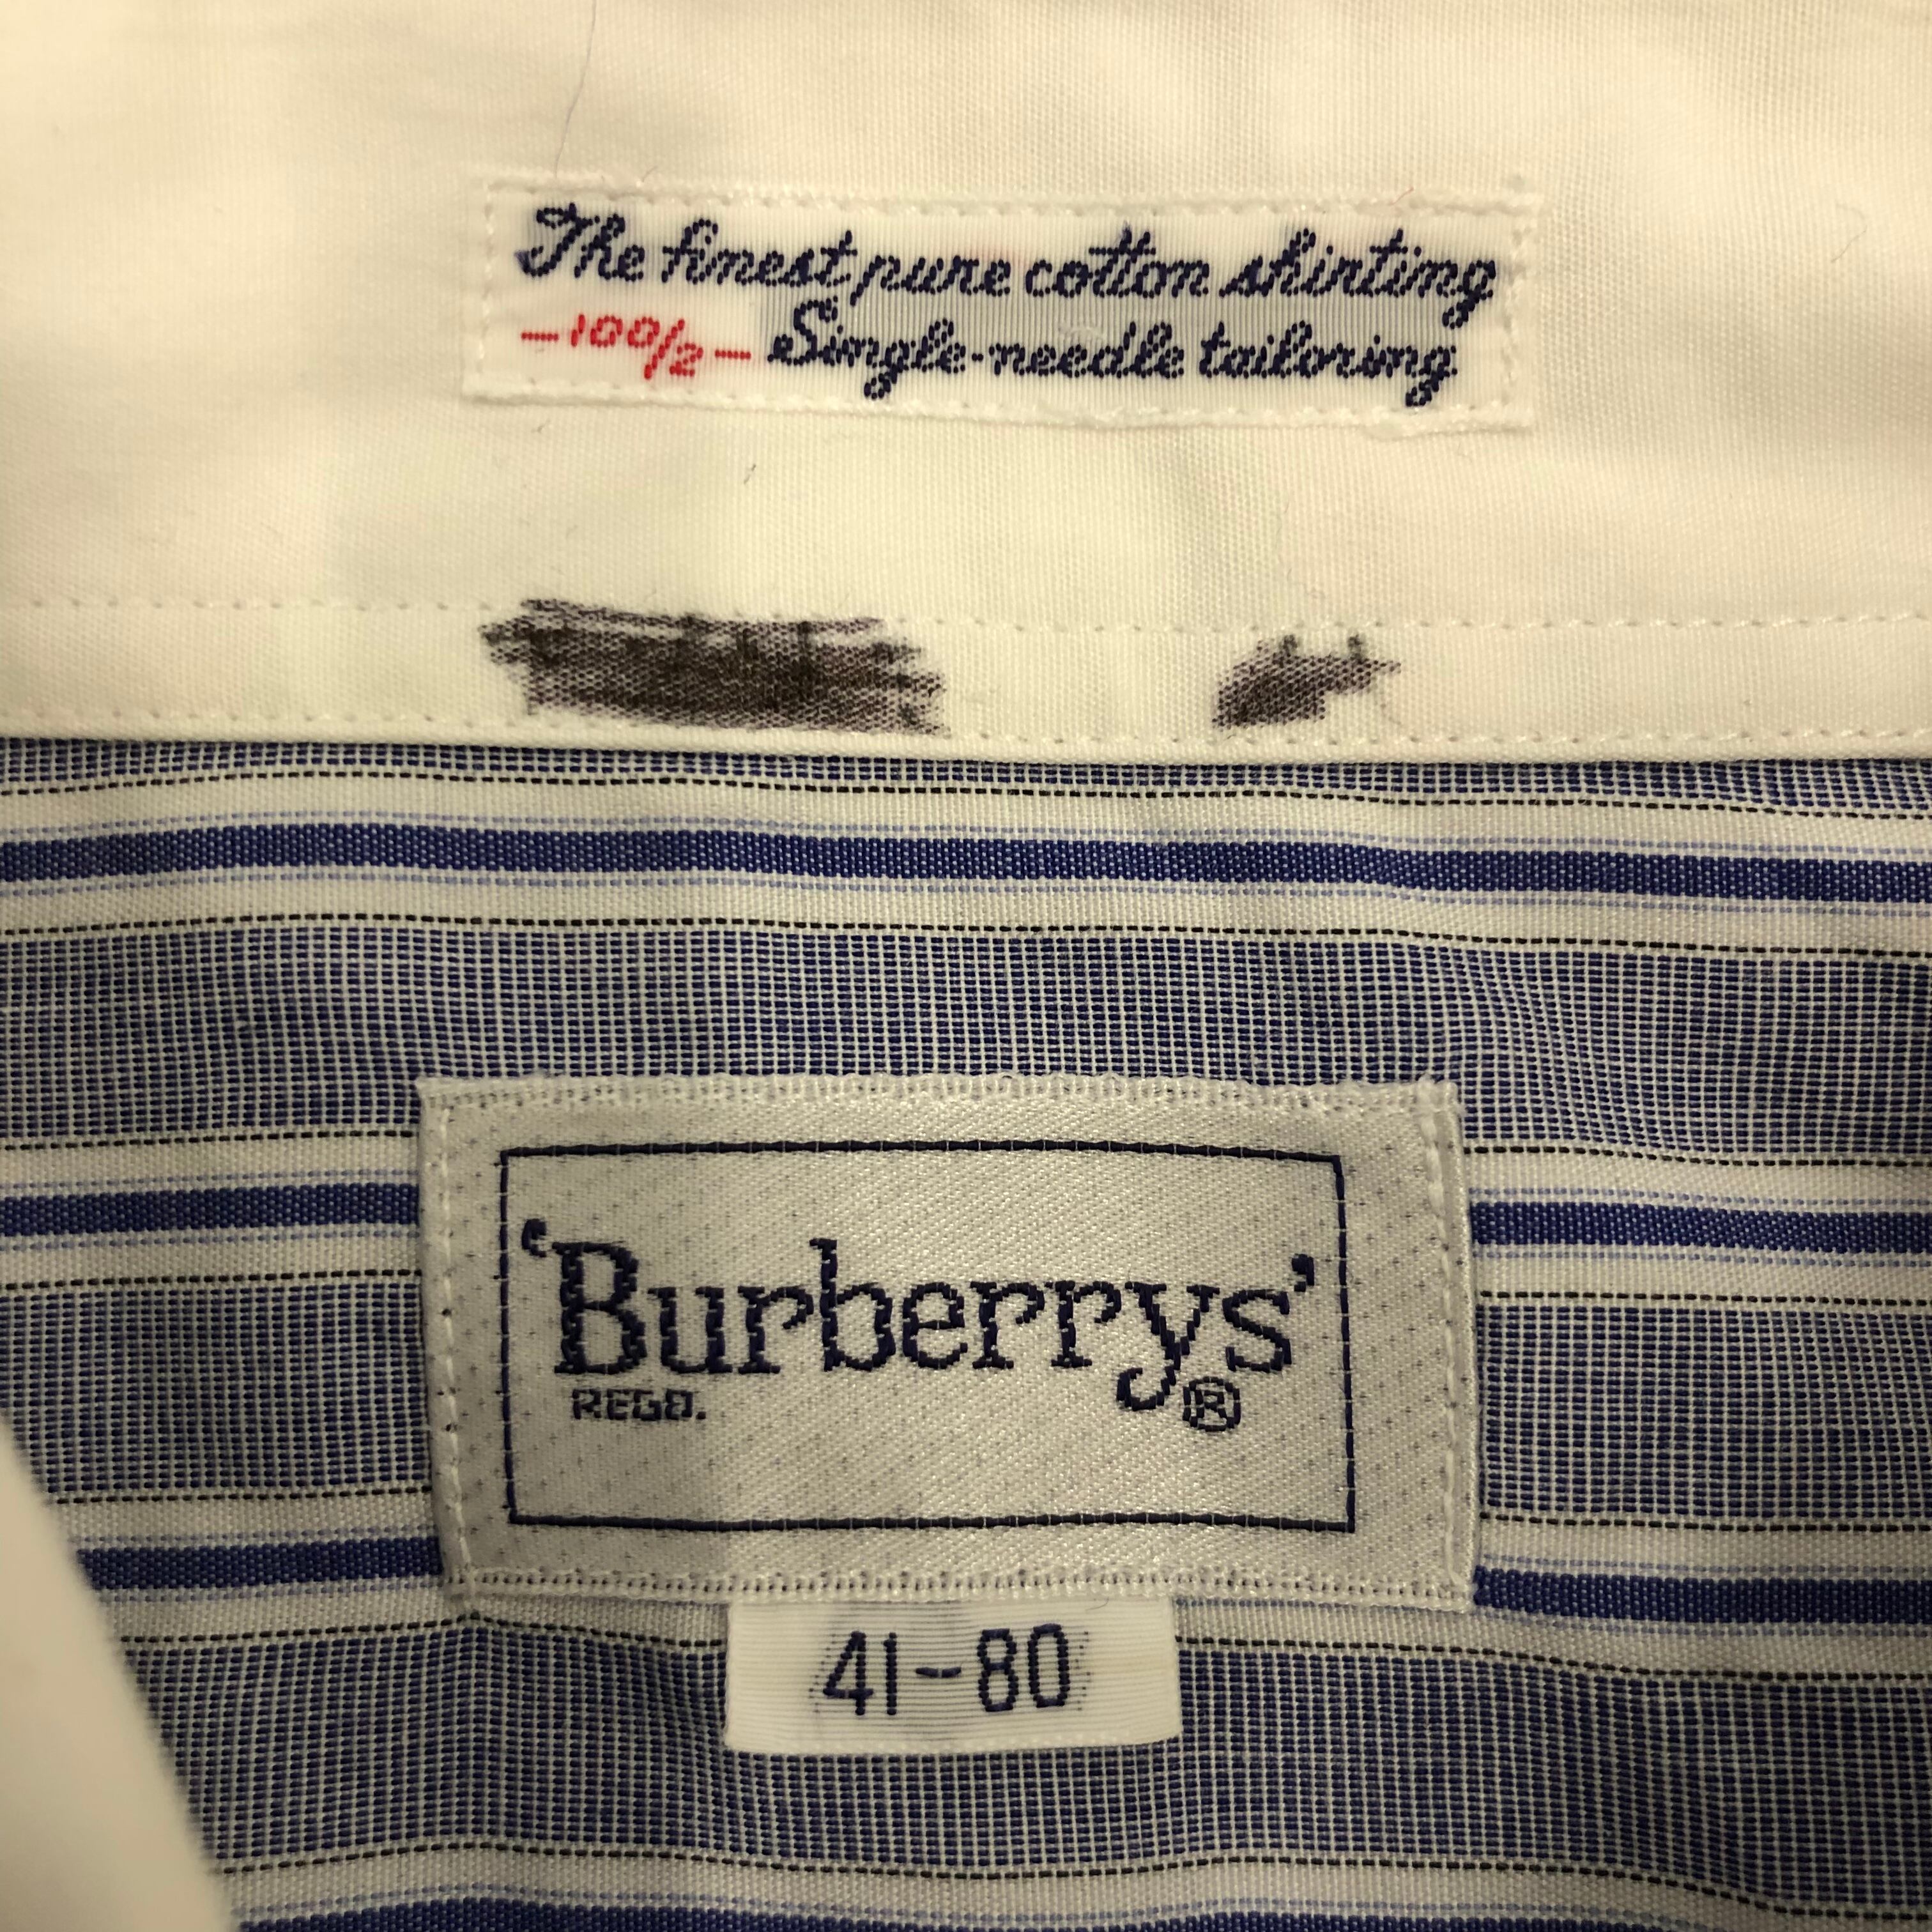 The finest pure cotton shirting
-100/2- Single-needle tailoring
'Burberrys'
REGD. ®
41-80